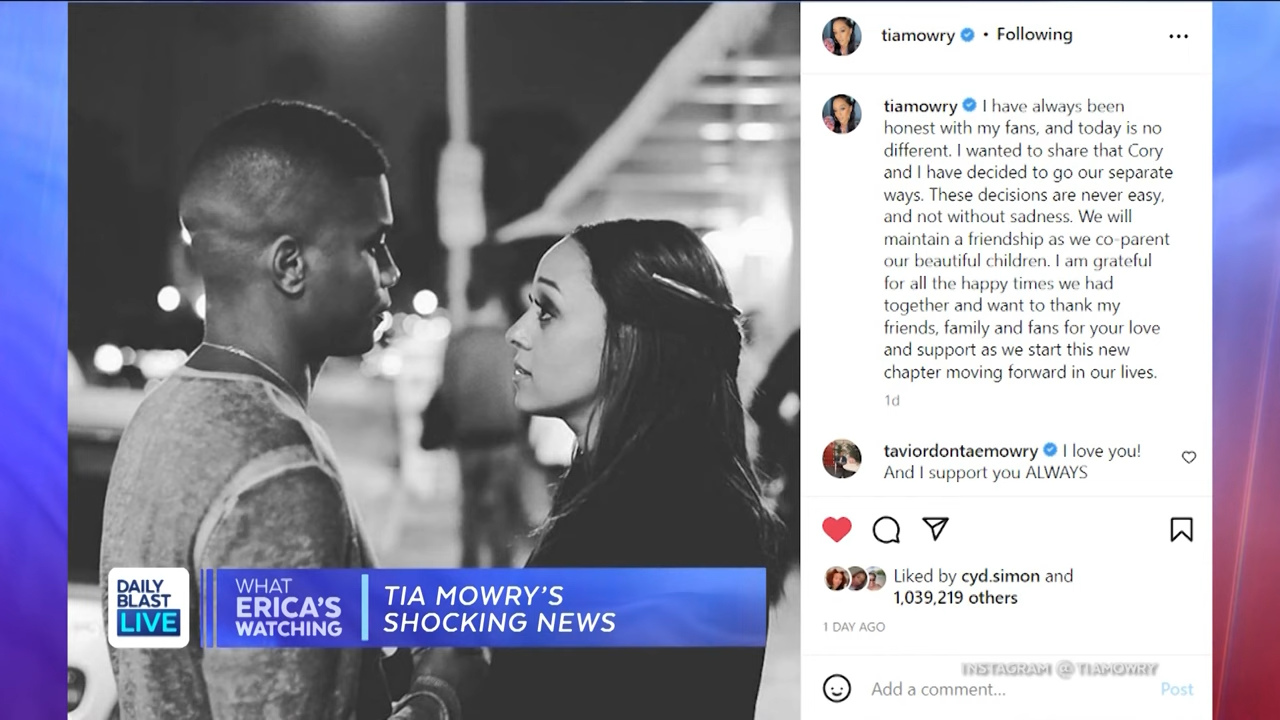 tiamowry • Following
tiamowry I have always been
honest with my fans, and today is no
different. I wanted to share that Cory
and I have decided to go our separate
ways. These decisions are never easy,
and not without sadness. We will
maintain a friendship as we co-parent
our beautiful children. I am grateful
for all the happy times we had
together and want to thank my
friends, family and fans for your love
and support as we start this new
chapter moving forward in our lives.
1d
taviordontaemowry I love you!
And I support you ALWAYS
Liked by cyd.simon and
1,039,219 others
1 DAY AGO
INSTAGRAM @TIAMOWRY
Add a comment... Post
DAILY
BLAST
LIVE
WHAT
ERICA'S
WATCHING
TIA MOWRY'S
SHOCKING NEWS